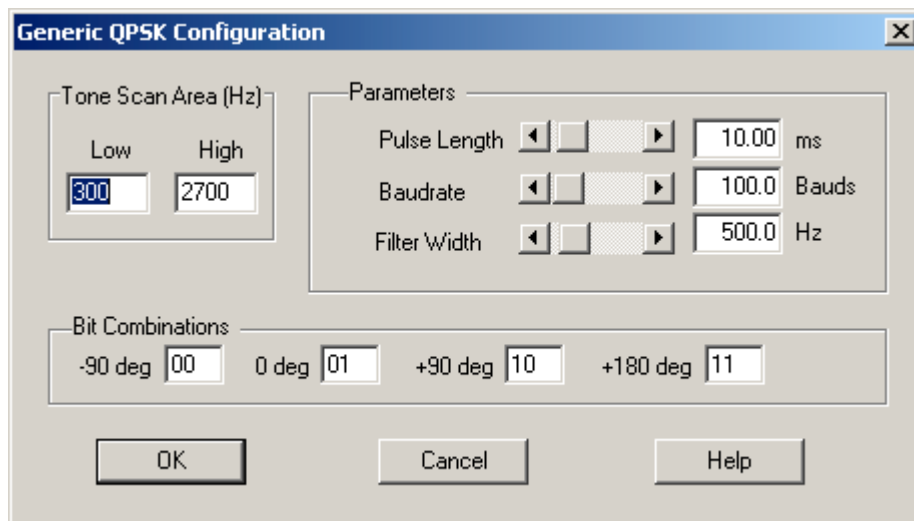 Generic QPSK Configuration
Tone Scan Area (Hz)
Low High
300 2700
Parameters
Pulse Length 10.00 ms
Baudrate 100.0 Bauds
Filter Width 500.0 Hz
Bit Combinations
-90 deg 00 0 deg 01 +90 deg 10 +180 deg 11
OK Cancel Help